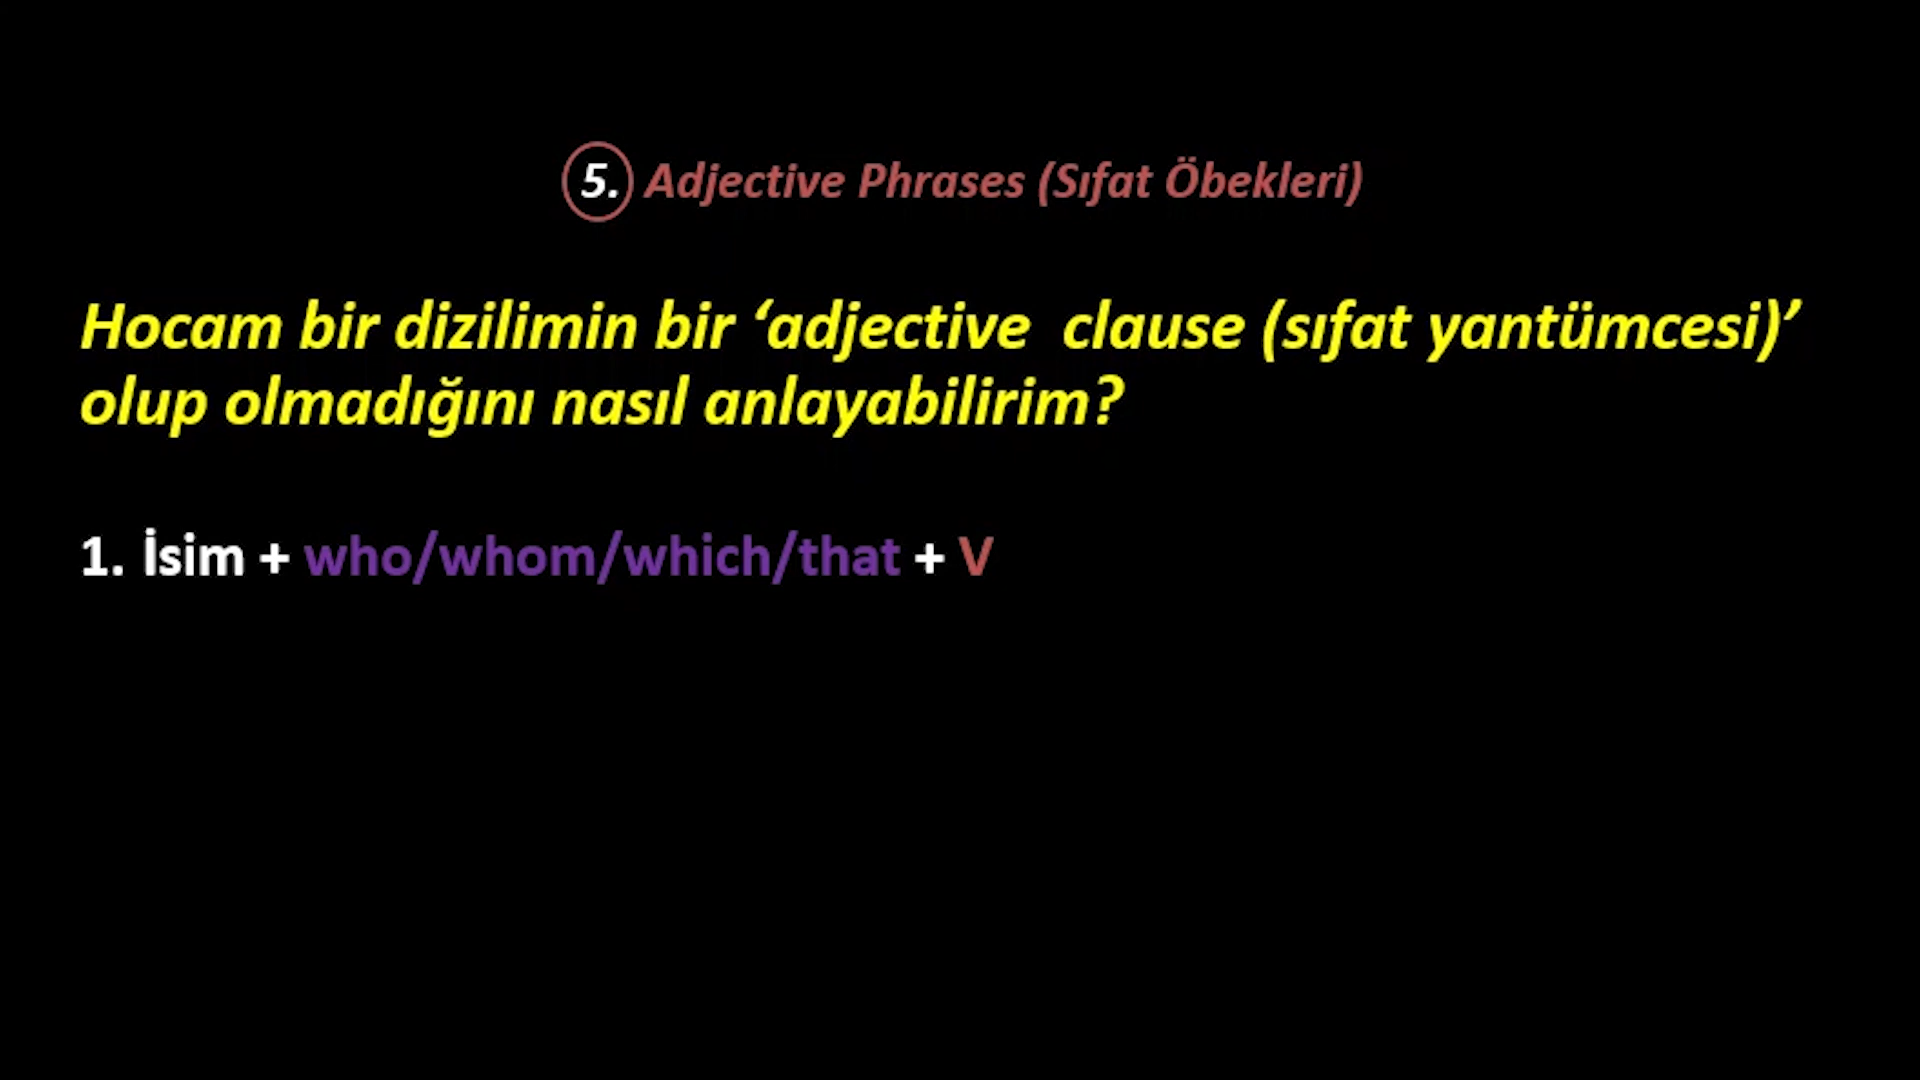 5. Adjective Phrases (Sıfat Öbekleri)
Hocam bir dizilimin bir ‘adjective clause (sıfat yantümcesi)’
olup olmadığını nasıl anlayabilirim?
1. İsim + who/whom/which/that + V